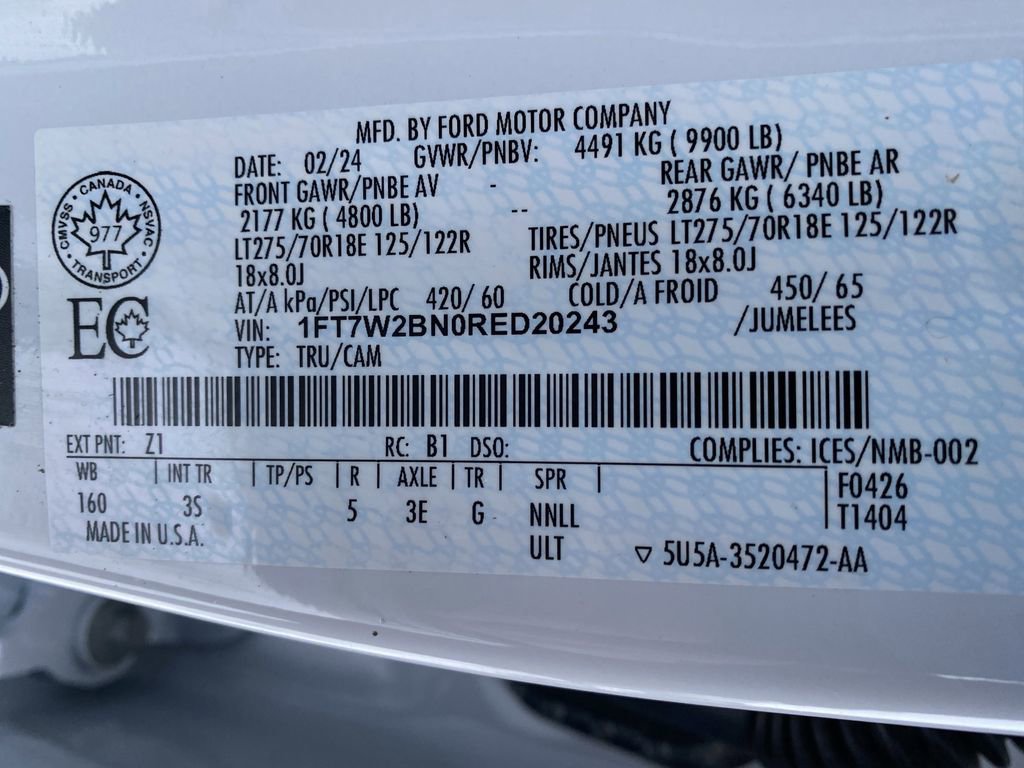 MFD. BY FORD MOTOR COMPANY
DATE: 02/24 GVWR/PNBV: 4491 KG ( 9900 LB)
FRONT GAWR/PNBE AV - REAR GAWR/ PNBE AR
2177 KG ( 4800 LB) -- 2876 KG ( 6340 LB)
LT275/70R18E 125/122R TIRES/PNEUS LT275/70R18E 125/122R
18x8.0J RIMS/JANTES 18x8.0J
AT/A kPa/PSI/LPC 420/ 60 COLD/A FROID 450/ 65
VIN: 1FT7W2BN0RED20243 /JUMELEES
TYPE: TRU/CAM
CANADA
CMVSS NSVAC
977
TRANSPORT
EC
EXT PNT: Z1 RC: B1 DSO: COMPLIES: ICES/NMB-002
WB | INT TR | TP/PS | R | AXLE | TR | SPR | F0426
160 3S 5 3E G NNLL T1404
MADE IN U.S.A. ULT ▽ 5U5A-3520472-AA